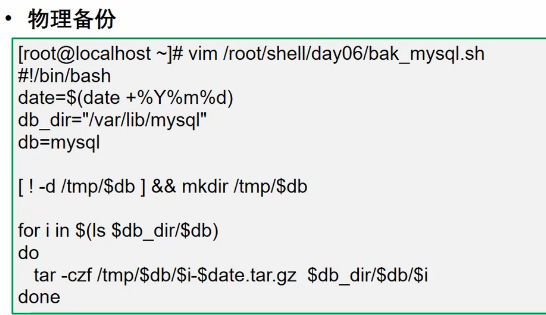 • 物理备份
[root@localhost ~]# vim /root/shell/day06/bak_mysql.sh
#!/bin/bash
date=$(date +%Y%m%d)
db_dir="/var/lib/mysql"
db=mysql
[ ! -d /tmp/$db ] && mkdir /tmp/$db
for i in $(ls $db_dir/$db)
do
tar -czf /tmp/$db/$i-$date.tar.gz  $db_dir/$db/$i
done